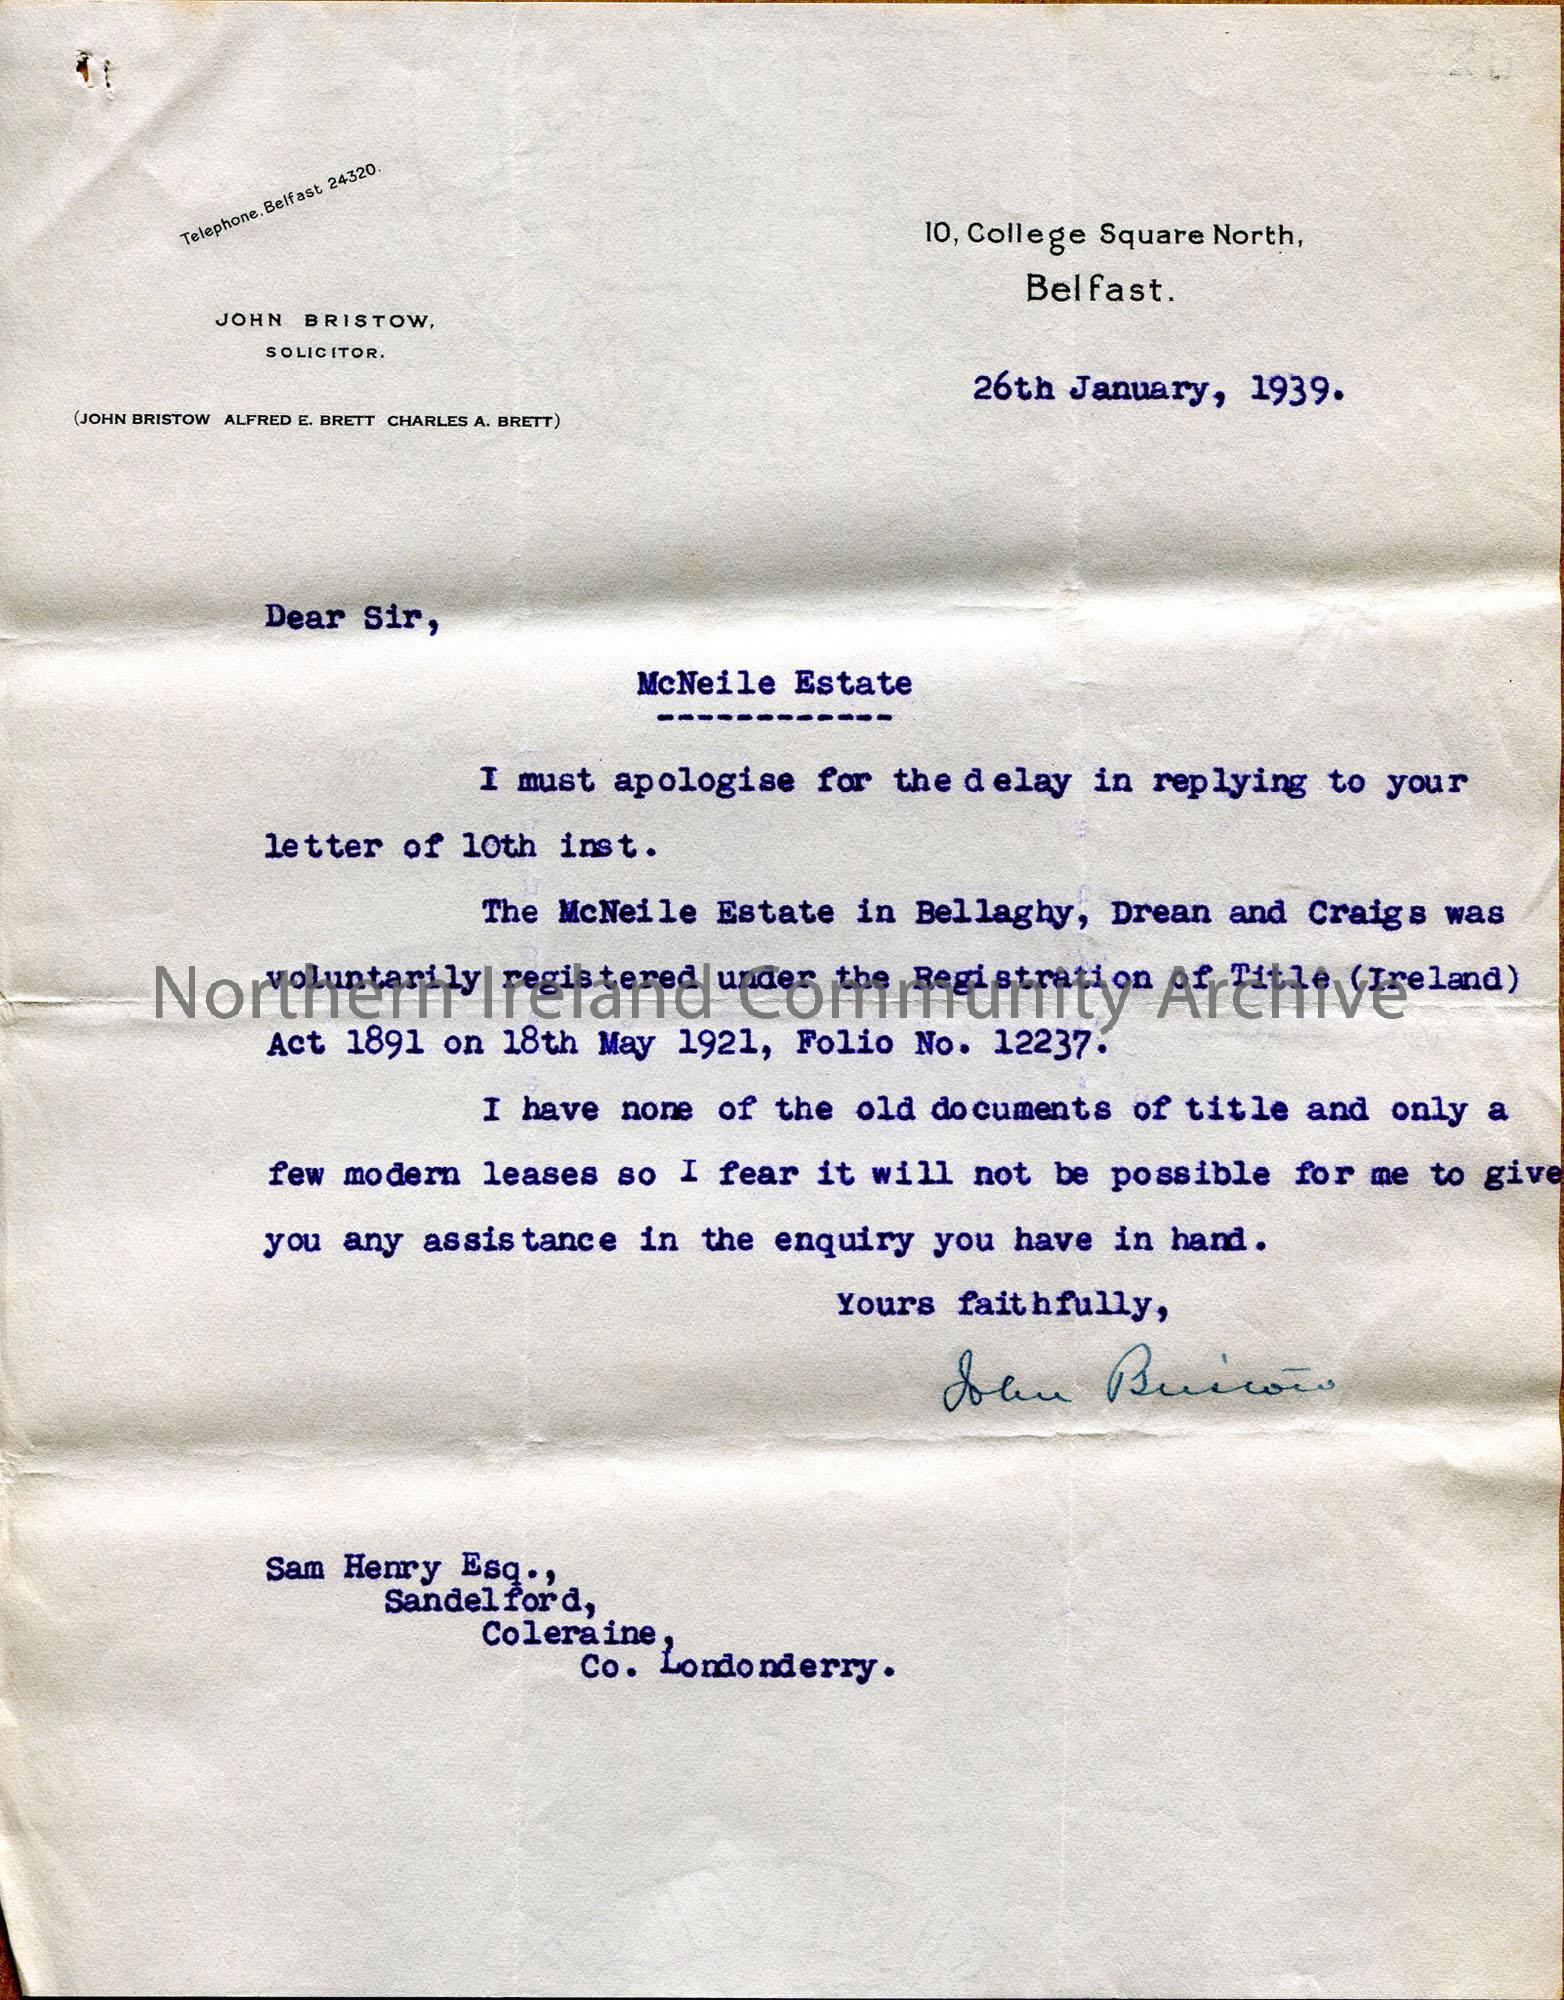 Telephone, Belfast 24320.
10, College Square North,
Belfast.
JOHN BRISTOW,
SOLICITOR.
26th January, 1939.
(JOHN BRISTOW ALFRED E. BRETT CHARLES A. BRETT)
Dear Sir,
McNeile Estate
------------
I must apologise for the delay in replying to your
letter of 10th inst.
The McNeile Estate in Bellaghy, Drean and Craigs was
voluntarily registered under the Registration of Title (Ireland)
Northern Ireland Community Archive
Act 1891 on 18th May 1921, Folio No. 12237.
I have none of the old documents of title and only a
few modern leases so I fear it will not be possible for me to give
you any assistance in the enquiry you have in hand.
Yours faithfully,
John Bristow
Sam Henry Esq.,
Sandelford,
Coleraine,
Co. Londonderry.